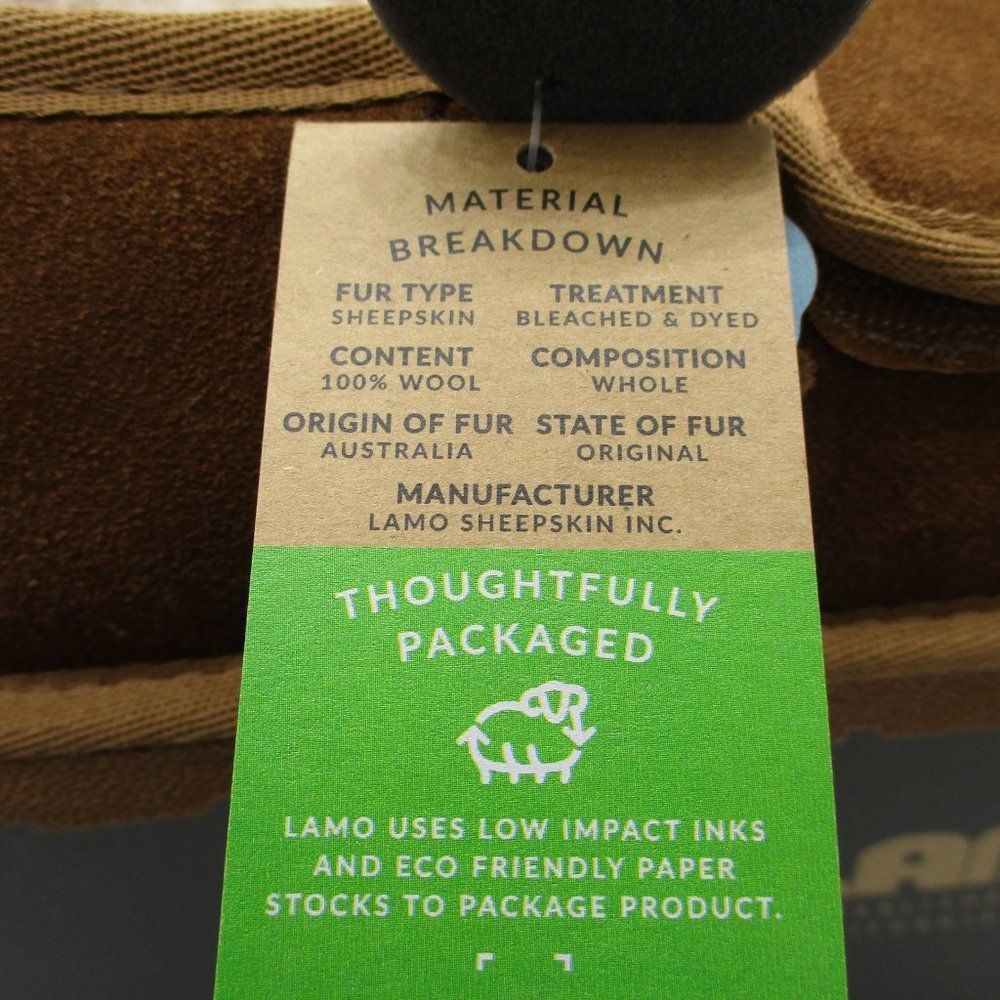 MATERIAL
BREAKDOWN
FUR TYPE
SHEEPSKIN
TREATMENT
BLEACHED & DYED
CONTENT
100% WOOL
COMPOSITION
WHOLE
ORIGIN OF FUR
AUSTRALIA
STATE OF FUR
ORIGINAL
MANUFACTURER
LAMO SHEEPSKIN INC.
THOUGHTFULLY
PACKAGED
LAMO USES LOW IMPACT INKS
AND ECO FRIENDLY PAPER
STOCKS TO PACKAGE PRODUCT.